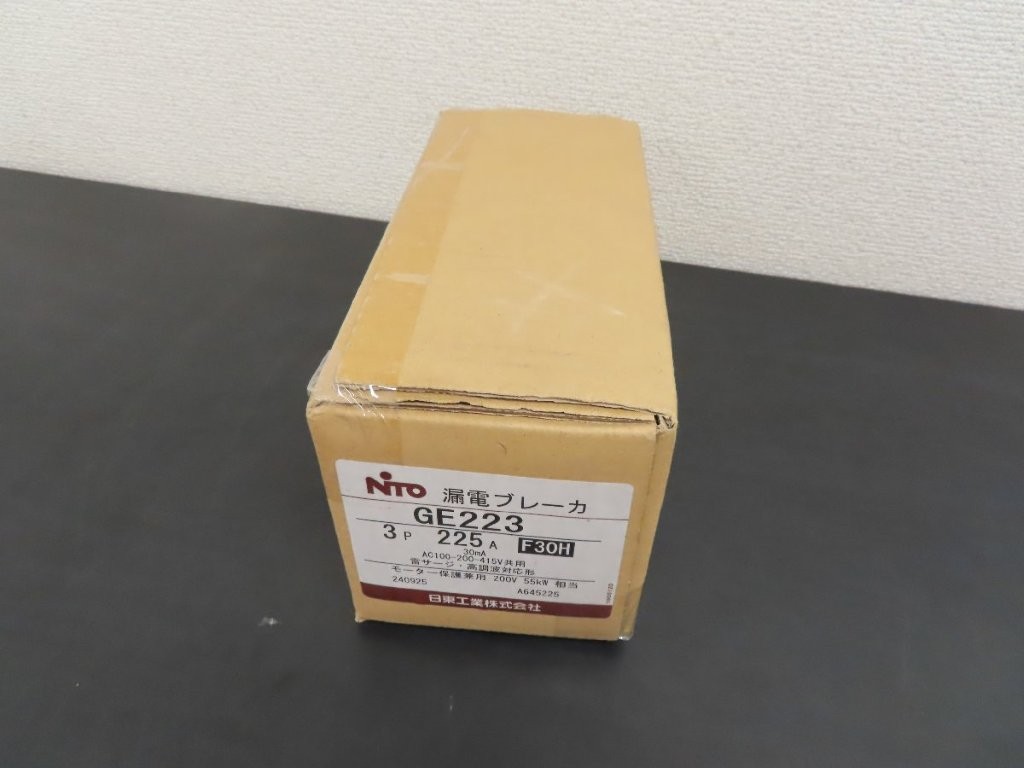 NiTO 漏電ブレーカ
GE223
3P 225A F30H
30mA
AC100-200-415V共用
雷サージ・高調波対応形
モーター保護兼用 200V 55kW 相当
240925 A645225
日東工業株式会社